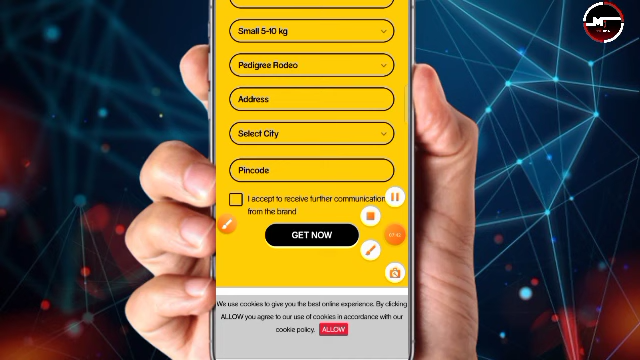 Small 5-10 kg
Pedigree Rodeo
Address
Select City
Pincode
I accept to receive further communication
from the brand
GET NOW
We use cookies to give you the best online experience. By clicking
ALLOW you agree to our use of cookies in accordance with our
cookie policy. ALLOW